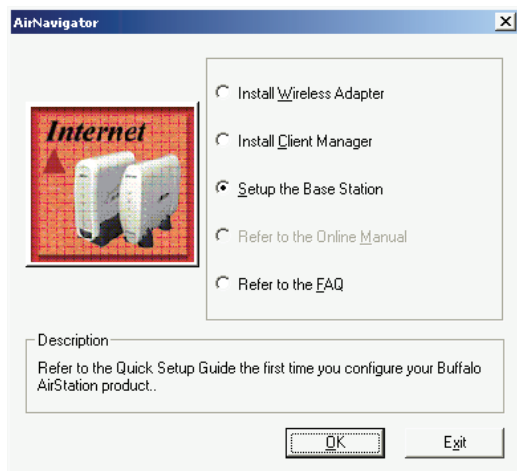 AirNavigator
Internet
Install Wireless Adapter
Install Client Manager
Setup the Base Station
Refer to the Online Manual
Refer to the FAQ
Description
Refer to the Quick Setup Guide the first time you configure your Buffalo
AirStation product..
OK
Exit